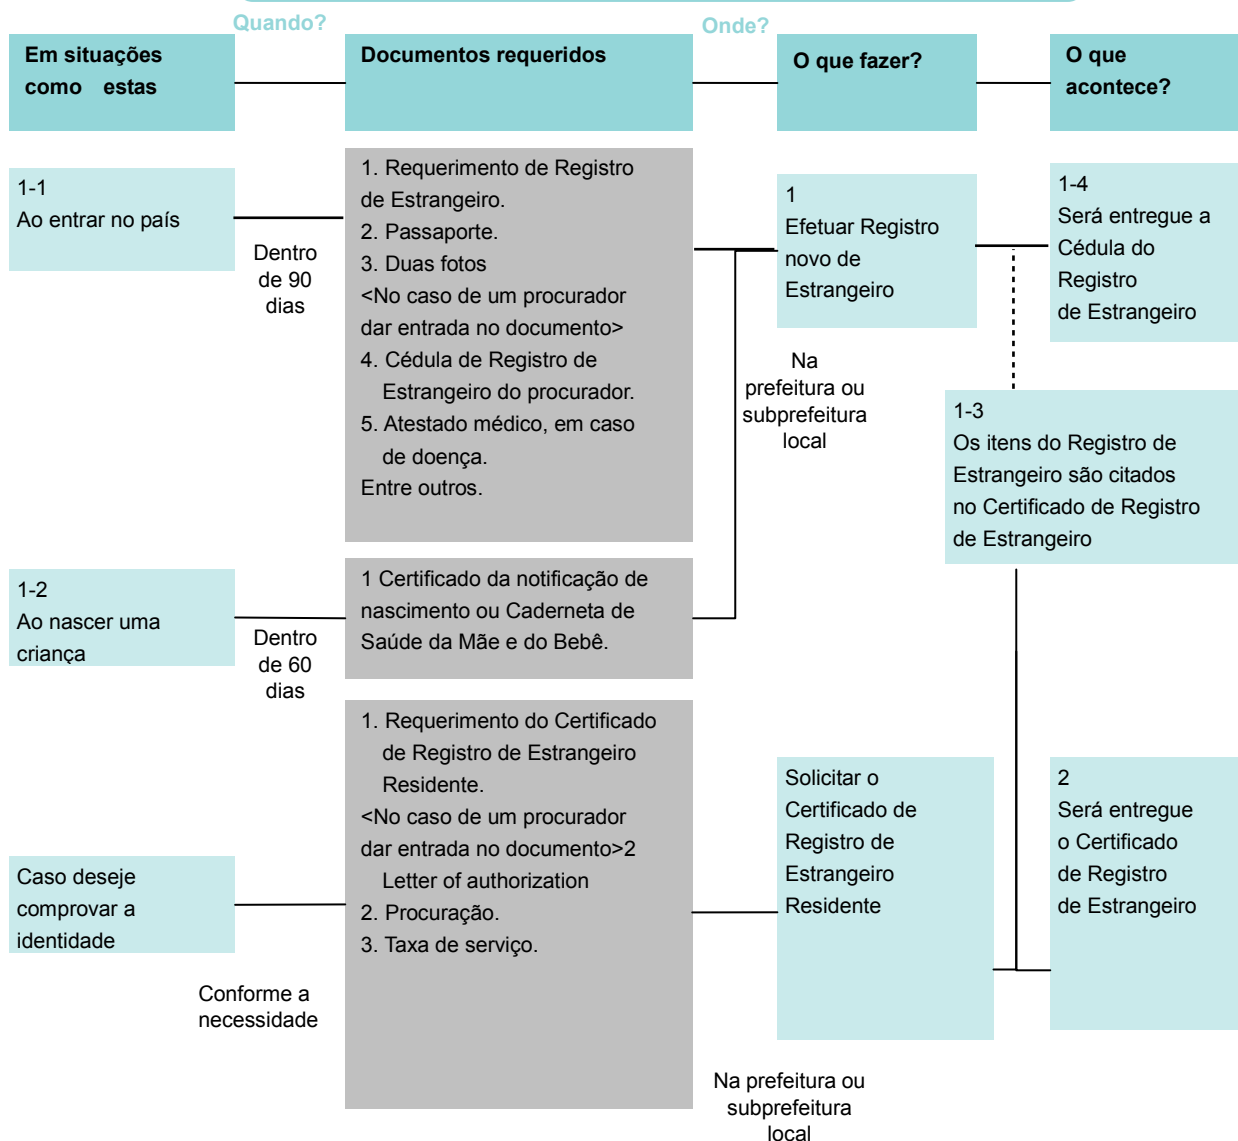 Quando?
Onde?
Em situações
como estas
Documentos requeridos
O que fazer?
O que
acontece?
1-1
Ao entrar no país
Dentro
de 90
dias
1. Requerimento de Registro
de Estrangeiro.
2. Passaporte.
3. Duas fotos
<No caso de um procurador
dar entrada no documento>
4. Cédula de Registro de
Estrangeiro do procurador.
5. Atestado médico, em caso
de doença.
Entre outros.
1
Efetuar Registro
novo de
Estrangeiro
Na
prefeitura ou
subprefeitura
local
1-4
Será entregue a
Cédula do
Registro
de Estrangeiro
1-3
Os itens do Registro de
Estrangeiro são citados
no Certificado de Registro
de Estrangeiro
1-2
Ao nascer uma
criança
Dentro
de 60
dias
1 Certificado da notificação de
nascimento ou Caderneta de
Saúde da Mãe e do Bebê.
Caso deseje
comprovar a
identidade
Conforme a
necessidade
1. Requerimento do Certificado
de Registro de Estrangeiro
Residente.
<No caso de um procurador
dar entrada no documento>2
Letter of authorization
2. Procuração.
3. Taxa de serviço.
Na prefeitura ou
subprefeitura
local
Solicitar o
Certificado de
Registro de
Estrangeiro
Residente
2
Será entregue
o Certificado
de Registro
de Estrangeiro